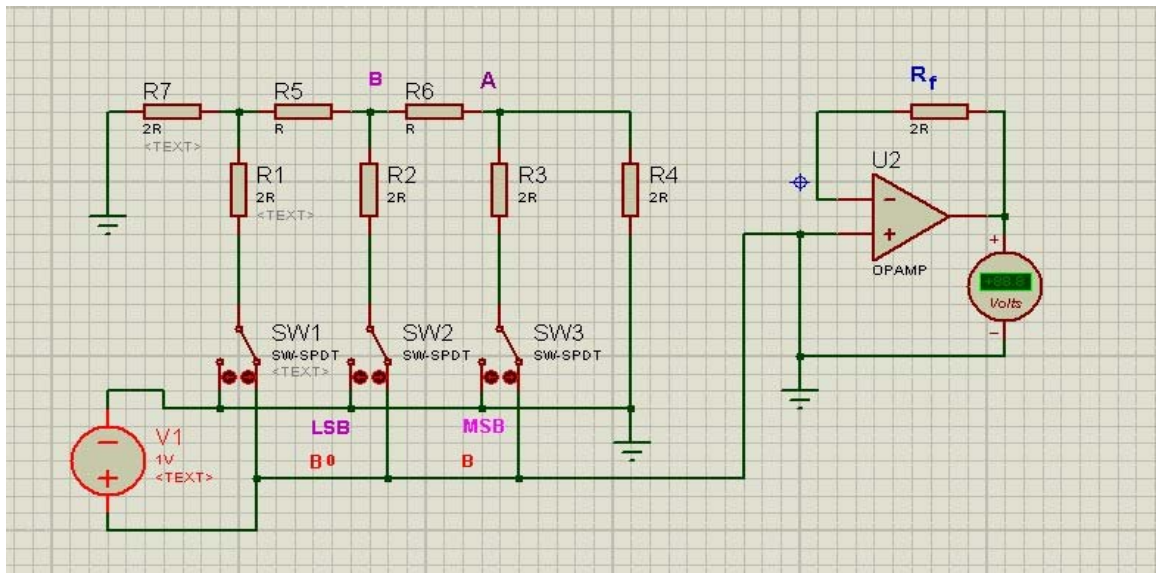 B
A
R f
R7
2R
<TEXT>
R5
R
R6
R
2R
R1
2R
<TEXT>
R2
2R
R3
2R
R4
2R
U2
OPAMP
+
Volts
SW1
SW-SPDT
<TEXT>
SW2
SW-SPDT
SW3
SW-SPDT
LSB
MSB
B0
B
V1
1V
<TEXT>